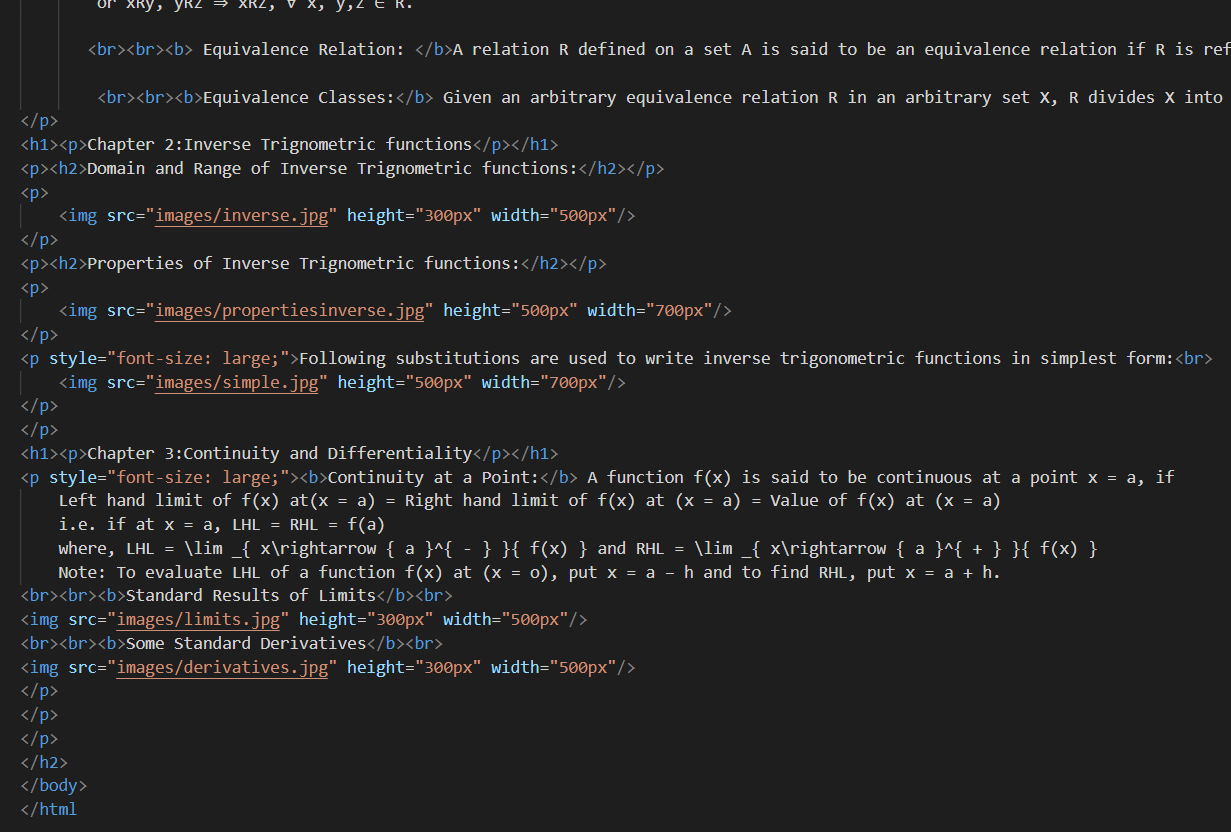 or xRy, yRz ⇒ xRz, ∀ x, y,z ∈ R.
<br><br><b> Equivalence Relation: </b>A relation R defined on a set A is said to be an equivalence relation if R is ref
<br><br><b>Equivalence Classes:</b> Given an arbitrary equivalence relation R in an arbitrary set X, R divides X into
</p>
<h1><p>Chapter 2:Inverse Trignometric functions</p></h1>
<p><h2>Domain and Range of Inverse Trignometric functions:</h2></p>
<p>
<img src="images/inverse.jpg" height="300px" width="500px"/>
</p>
<p><h2>Properties of Inverse Trignometric functions:</h2></p>
<p>
<img src="images/propertiesinverse.jpg" height="500px" width="700px"/>
</p>
<p style="font-size: large;">Following substitutions are used to write inverse trigonometric functions in simplest form:<br>
<img src="images/simple.jpg" height="500px" width="700px"/>
</p>
</p>
<h1><p>Chapter 3:Continuity and Differentiality</p></h1>
<p style="font-size: large;"><b>Continuity at a Point:</b> A function f(x) is said to be continuous at a point x = a, if
Left hand limit of f(x) at(x = a) = Right hand limit of f(x) at (x = a) = Value of f(x) at (x = a)
i.e. if at x = a, LHL = RHL = f(a)
where, LHL = \lim _{ x\rightarrow { a }^{ - } }{ f(x) } and RHL = \lim _{ x\rightarrow { a }^{ + } }{ f(x) }
Note: To evaluate LHL of a function f(x) at (x = o), put x = a – h and to find RHL, put x = a + h.
<br><br><b>Standard Results of Limits</b><br>
<img src="images/limits.jpg" height="300px" width="500px"/>
<br><br><b>Some Standard Derivatives</b><br>
<img src="images/derivatives.jpg" height="300px" width="500px"/>
</p>
</p>
</p>
</h2>
</body>
</html